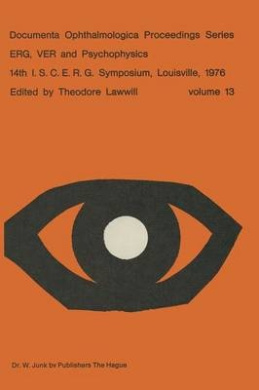 Documenta Ophthalmologica Proceedings Series
ERG, VER and Psychophysics
14th I. S. C. E. R. G. Symposium, Louisville, 1976
Edited by Theodore Lawwill volume 13
Dr. W. Junk bv Publishers The Hague